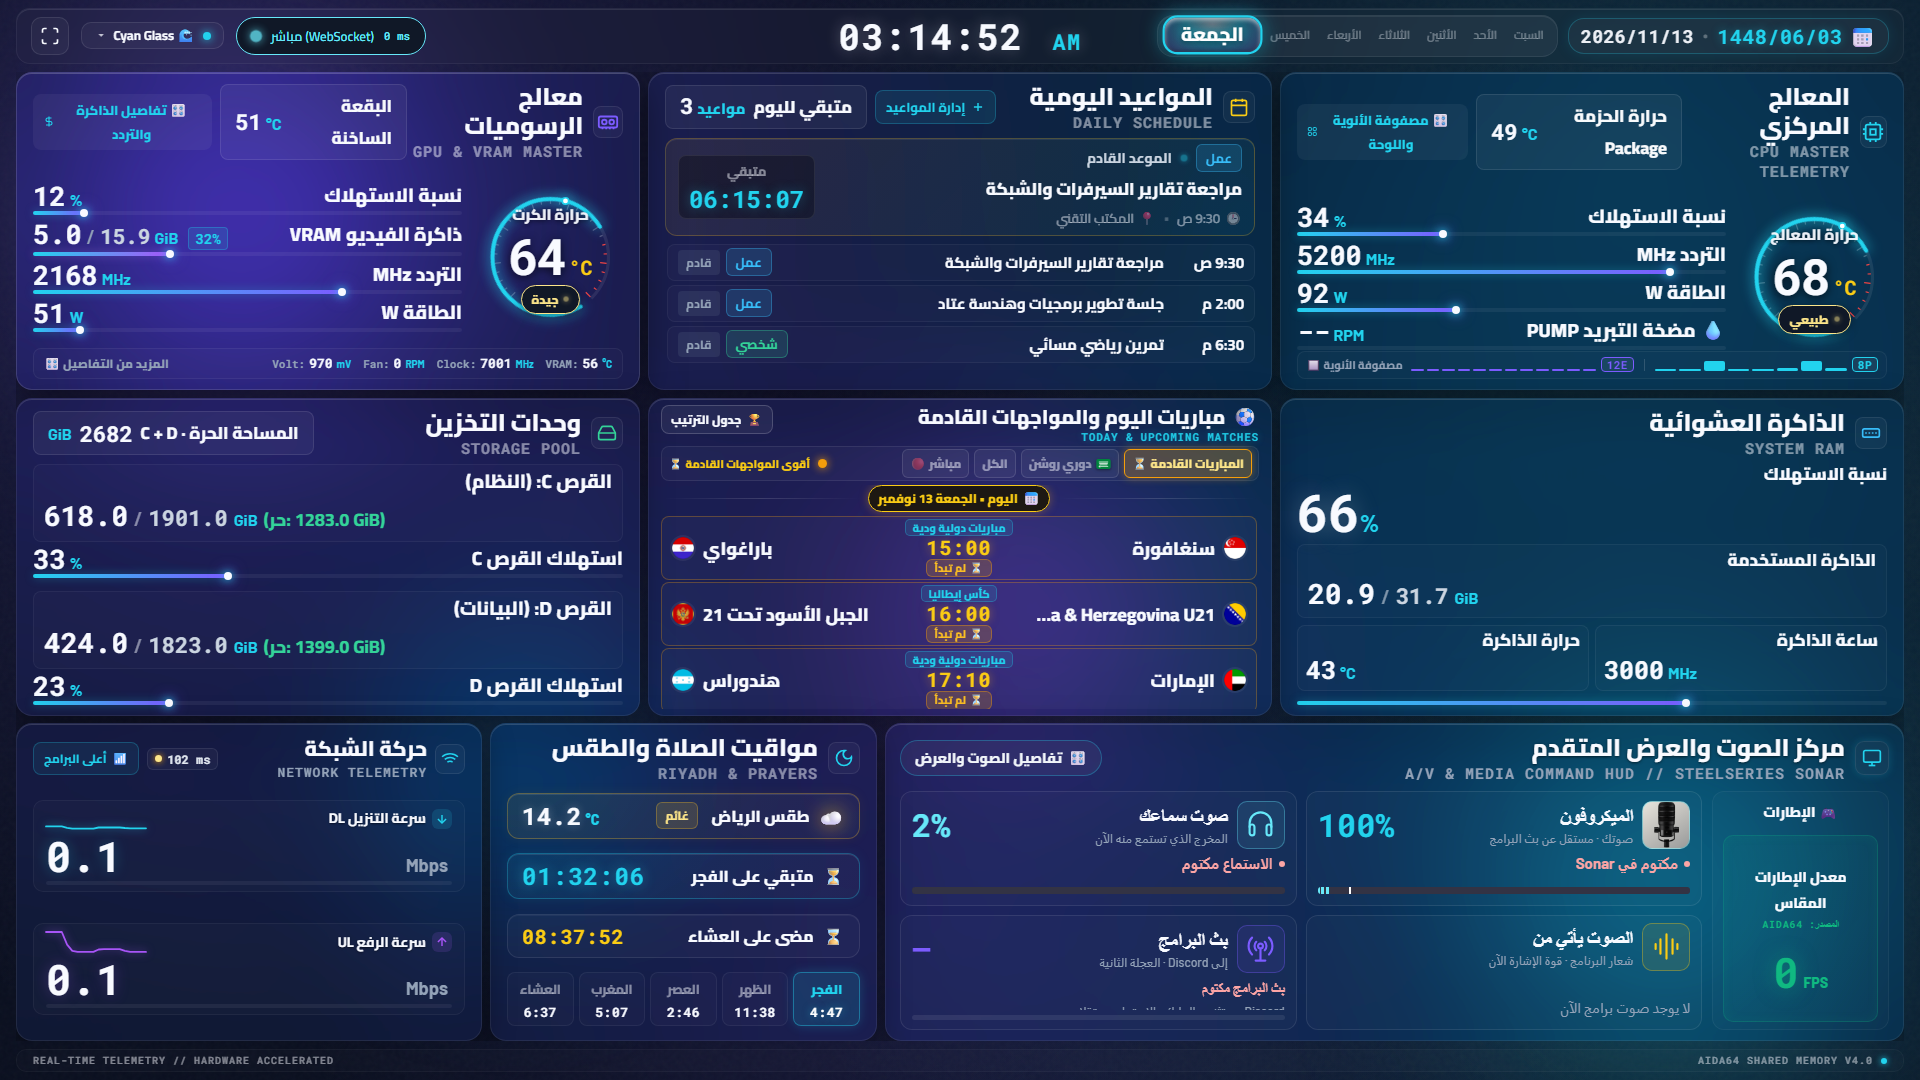 2026/11/13 • 1448/06/03
السبت الأحد الأثنين الثلاثاء الأربعاء الخميس الجمعة
03:14:52 AM
مباشر (WebSocket) 0 ms
Cyan Glass
المعالج المركزي
CPU MASTER TELEMETRY
حرارة الحزمة Package
49 °C
مصفوفة الأنوية واللوحة
حرارة المعالج
68 °C
طبيعي
نسبة الاستهلاك
34 %
التردد MHz
5200 MHz
الطاقة W
92 W
مضخة التبريد PUMP
-- RPM
8P
12E
مصفوفة الأنوية
المواعيد اليومية
DAILY SCHEDULE
+ إدارة المواعيد
متبقي لليوم 3 مواعيد
عمل • الموعد القادم
مراجعة تقارير السيرفرات والشبكة
9:30 ص • المكتب التقني
متبقي
06:15:07
9:30 ص مراجعة تقارير السيرفرات والشبكة عمل قادم
2:00 م جلسة تطوير برمجيات وهندسة عتاد عمل قادم
6:30 م تمرين رياضي مسائي شخصي قادم
معالج الرسوميات
GPU & VRAM MASTER
البقعة الساخنة
51 °C
تفاصيل الذاكرة والتردد
$
حرارة الكرت
64 °C
جيدة
نسبة الاستهلاك
12 %
ذاكرة الفيديو VRAM
5.0 / 15.9 GiB 32%
التردد MHz
2168 MHz
الطاقة W
51 W
المزيد من التفاصيل
Volt: 970 mV Fan: 0 RPM Clock: 7001 MHz VRAM: 56 °C
الذاكرة العشوائية
SYSTEM RAM
نسبة الاستهلاك
66 %
الذاكرة المستخدمة
20.9 / 31.7 GiB
ساعة الذاكرة
3000 MHz
حرارة الذاكرة
43 °C
مباريات اليوم والمواجهات القادمة
TODAY & UPCOMING MATCHES
جدول الترتيب
المباريات القادمة
دوري روشن
الكل
مباشر
أقوى المواجهات القادمة
اليوم • الجمعة 13 نوفمبر
مباريات دولية ودية
سنغافورة 15:00 باراغواي
لم تبدأ
كأس إيطاليا
...a & Herzegovina U21 16:00 الجبل الأسود تحت 21
لم تبدأ
مباريات دولية ودية
الإمارات 17:10 هندوراس
لم تبدأ
وحدات التخزين
STORAGE POOL
المساحة الحرة · C + D 2682 GiB
القرص C: (النظام)
618.0 / 1901.0 GiB (حر: 1283.0 GiB)
استهلاك القرص C
33 %
القرص D: (البيانات)
424.0 / 1823.0 GiB (حر: 1399.0 GiB)
استهلاك القرص D
23 %
مركز الصوت والعرض المتقدم
A/V & MEDIA COMMAND HUD // STEELSERIES SONAR
تفاصيل الصوت والعرض
الإطارات
معدل الإطارات المقاس
المصدر: AIDA64
0 FPS
الميكروفون
صوتك · مستقل عن بث البرامج
• مكتوم في Sonar
100%
صوت سماعك
المخرج الذي تستمع منه الآن
• الاستماع مكتوم
2%
الصوت يأتي من
شعار البرنامج · قوة الإشارة الآن
لا يوجد صوت برامج الآن
بث البرامج
إلى Discord · العجلة الثانية
بث البرامج مكتوم
—
مواقيت الصلاة والطقس
RIYADH & PRAYERS
طقس الرياض غائم 14.2 °C
متبقي على الفجر 01:32:06
مضى على العشاء 08:37:52
الفجر الظهر العصر المغرب العشاء
4:47 11:38 2:46 5:07 6:37
حركة الشبكة
NETWORK TELEMETRY
102 ms
أعلى البرامج
سرعة التنزيل DL
0.1 Mbps
سرعة الرفع UL
0.1 Mbps
REAL-TIME TELEMETRY // HARDWARE ACCELERATED
AIDA64 SHARED MEMORY V4.0